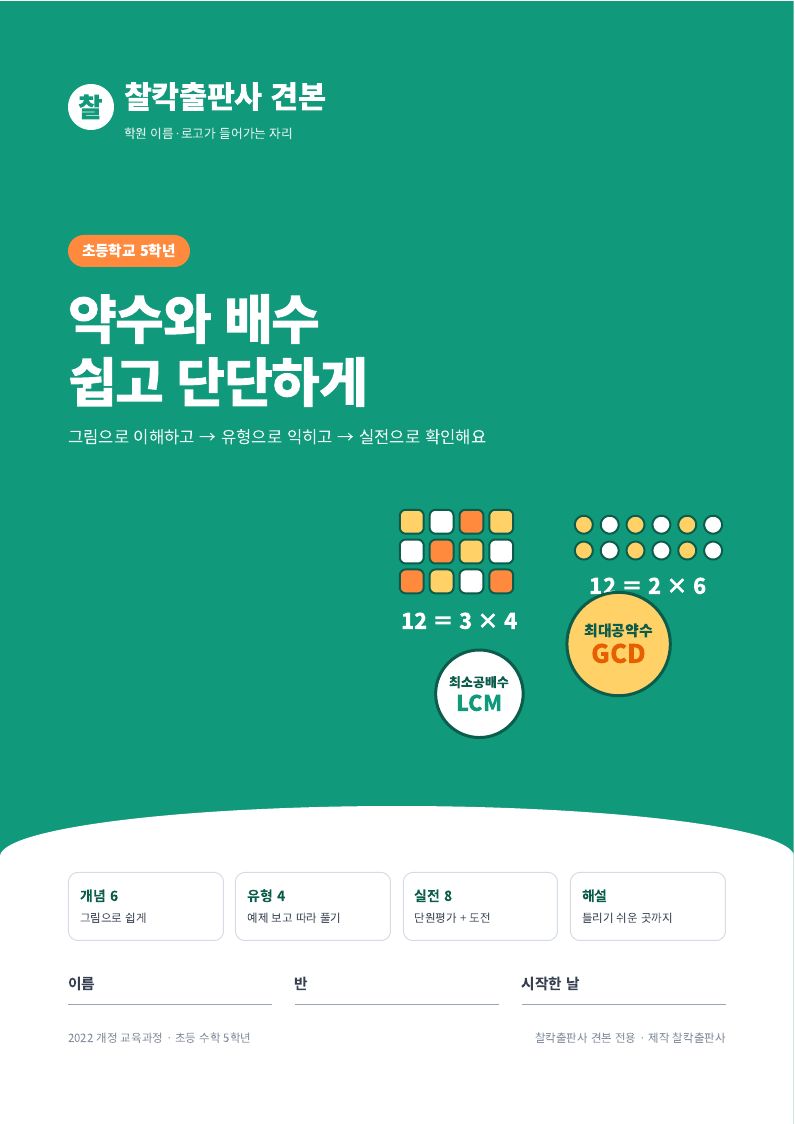 찰
찰칵출판사 견본
학원 이름·로고가 들어가는 자리
초등학교 5학년
약수와 배수
쉽고 단단하게
그림으로 이해하고 → 유형으로 익히고 → 실전으로 확인해요
12 = 3 × 4
12 = 2 × 6
최대공약수
GCD
최소공배수
LCM
개념 6
그림으로 쉽게
유형 4
예제 보고 따라 풀기
실전 8
단원평가 + 도전
해설
틀리기 쉬운 곳까지
이름
반
시작한 날
2022 개정 교육과정 · 초등 수학 5학년
찰칵출판사 견본 전용 · 제작 찰칵출판사